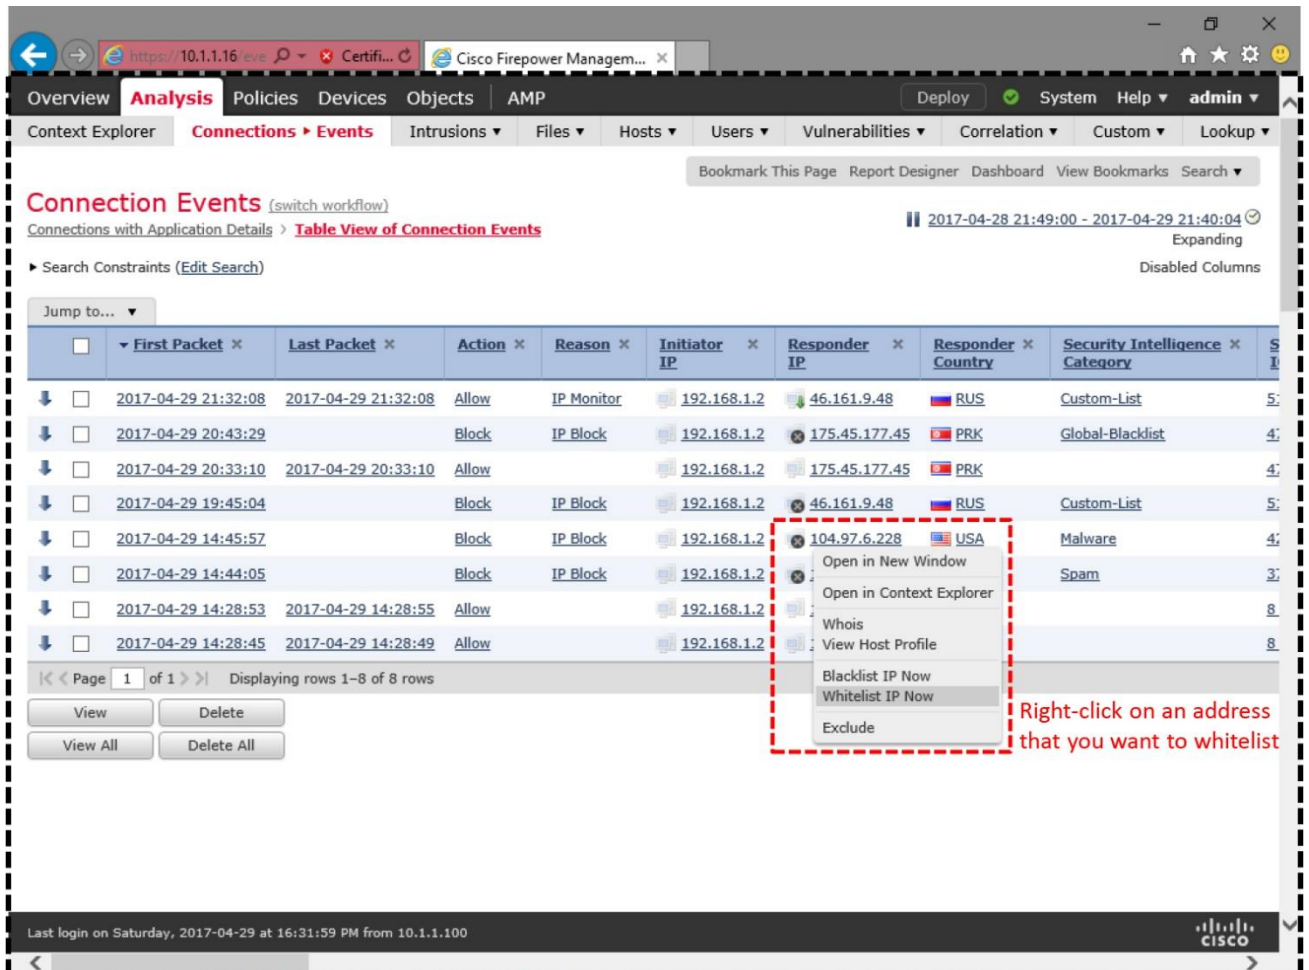 https://10.1.1.16/eve Certifi... Cisco Firepower Managem...
Overview Analysis Policies Devices Objects AMP Deploy System Help ▼ admin ▼
Context Explorer Connections ▸ Events Intrusions ▼ Files ▼ Hosts ▼ Users ▼ Vulnerabilities ▼ Correlation ▼ Custom ▼ Lookup ▼
Bookmark This Page Report Designer Dashboard View Bookmarks Search ▼
Connection Events (switch workflow)
2017-04-28 21:49:00 - 2017-04-29 21:40:04
Connections with Application Details > Table View of Connection Events
Expanding
▸ Search Constraints (Edit Search) Disabled Columns
Jump to... ▼
First Packet × Last Packet × Action × Reason × Initiator IP × Responder IP × Responder Country × Security Intelligence Category ×
2017-04-29 21:32:08 2017-04-29 21:32:08 Allow IP Monitor 192.168.1.2 46.161.9.48 RUS Custom-List
2017-04-29 20:43:29 Block IP Block 192.168.1.2 175.45.177.45 PRK Global-Blacklist
2017-04-29 20:33:10 2017-04-29 20:33:10 Allow 192.168.1.2 175.45.177.45 PRK
2017-04-29 19:45:04 Block IP Block 192.168.1.2 46.161.9.48 RUS Custom-List
2017-04-29 14:45:57 Block IP Block 192.168.1.2 104.97.6.228 USA Malware
2017-04-29 14:44:05 Block IP Block 192.168.1.2 Spam
2017-04-29 14:28:53 2017-04-29 14:28:55 Allow 192.168.1.2 8
2017-04-29 14:28:45 2017-04-29 14:28:49 Allow 192.168.1.2 8
Open in New Window
Open in Context Explorer
Whois
View Host Profile
Blacklist IP Now
Whitelist IP Now
Exclude
Page 1 of 1 Displaying rows 1–8 of 8 rows
View Delete
View All Delete All
Right-click on an address
that you want to whitelist
Last login on Saturday, 2017-04-29 at 16:31:59 PM from 10.1.1.100
CISCO